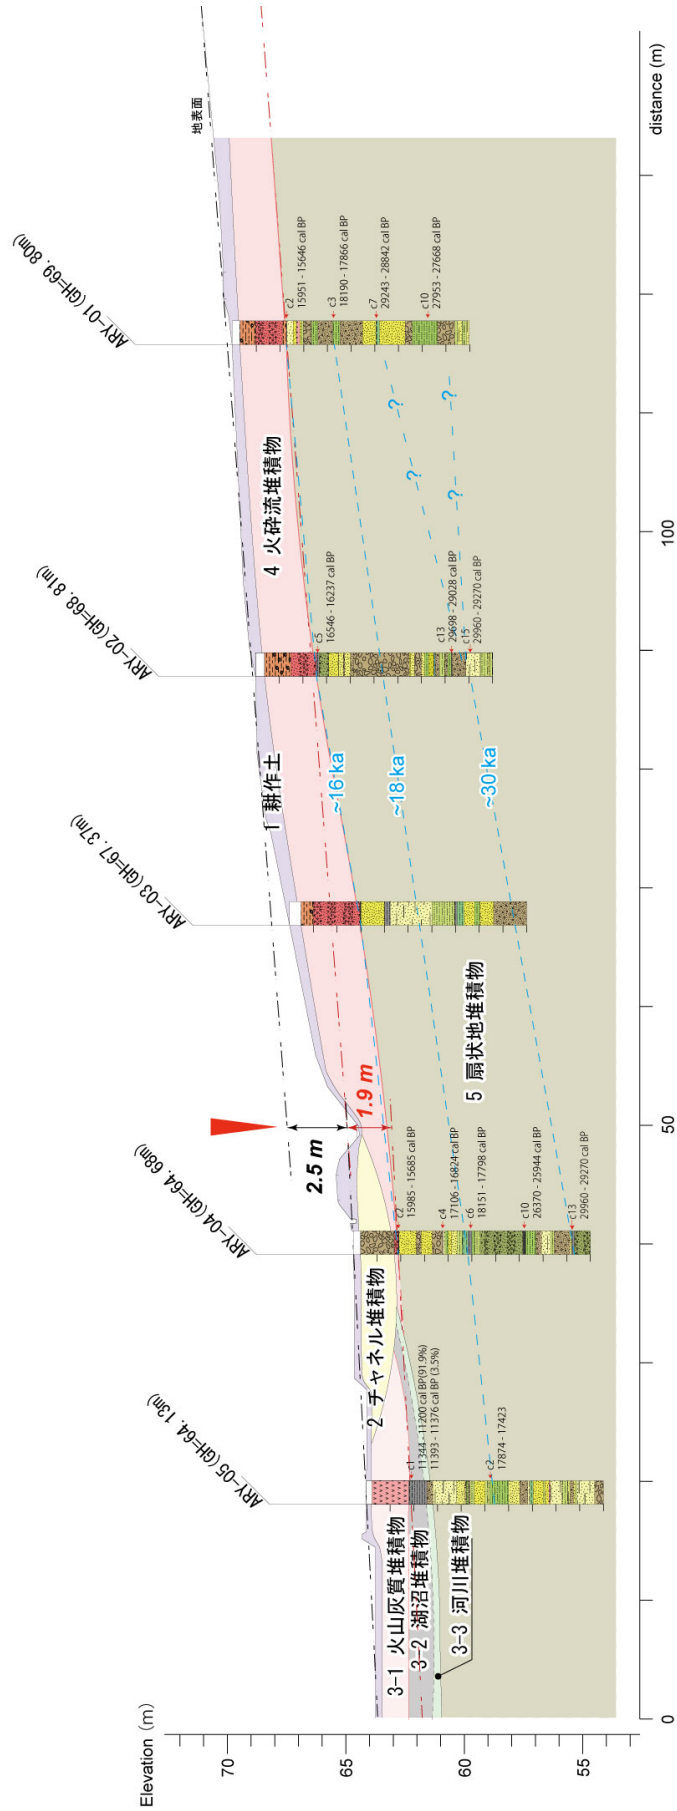 Elevation (m)
70
65
60
55
0
50
100
distance (m)
地表面
ARY-05 (GH=64.13m)
ARY-04 (GH=64.68m)
ARY-03 (GH=67.37m)
ARY-02 (GH=68.81m)
ARY-01 (GH=69.80m)
1 耕作土
2 チャネル堆積物
3-1 火山灰質堆積物
3-2 湖沼堆積物
3-3 河川堆積物
4 火砕流堆積物
5 扇状地堆積物
2.5 m
1.9 m
~16 ka
~18 ka
~30 ka
?
?
?
?
c1
11344 - 11200 cal BP(91.9%)
11393 - 11376 cal BP (3.5%)
c2
17874 - 17423
c2
15985 - 15685 cal BP
c4
17106 - 16824 cal BP
c6
18151 - 17798 cal BP
c10
26370 - 25944 cal BP
c13
29960 - 29270 cal BP
c5
16546 - 16237 cal BP
c13
29698 - 29028 cal BP
c15
29960 - 29270 cal BP
c2
15951 - 15646 cal BP
c3
18190 - 17866 cal BP
c7
29243 - 28842 cal BP
c10
27953 - 27668 cal BP